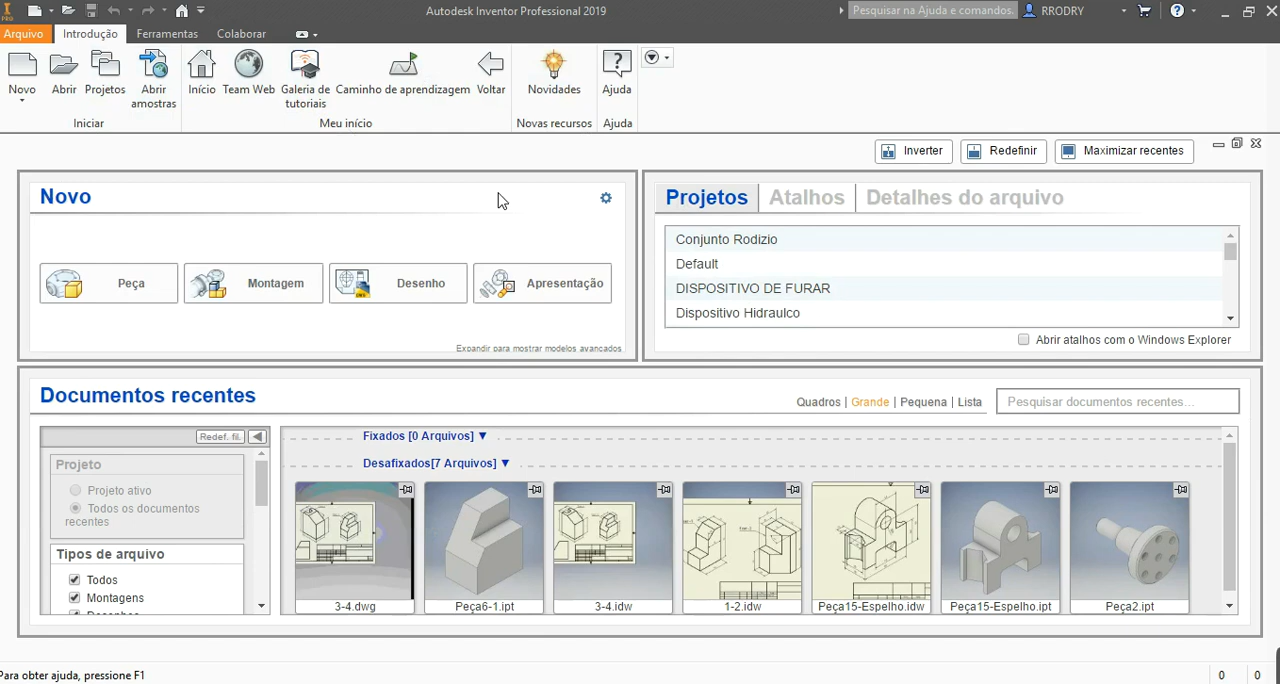 Autodesk Inventor Professional 2019
Pesquisar na Ajuda e comandos.
RRODRY
PRO
Arquivo
Introdução
Ferramentas
Colaborar
Novo
Abrir
Projetos
Abrir amostras
Início
Team Web
Galeria de tutoriais
Caminho de aprendizagem
Voltar
Novidades
Ajuda
Iniciar
Meu início
Novas recursos
Ajuda
Inverter
Redefinir
Maximizar recentes
Novo
Peça
Montagem
Desenho
Apresentação
Expandir para mostrar modelos avançados
Projetos
Atalhos
Detalhes do arquivo
Conjunto Rodizio
Default
DISPOSITIVO DE FURAR
Dispositivo Hidraulco
Abrir atalhos com o Windows Explorer
Documentos recentes
Quadros | Grande | Pequena | Lista
Pesquisar documentos recentes...
Redef. fil.
Projeto
Projeto ativo
Todos os documentos
recentes
Tipos de arquivo
Todos
Montagens
Desenhos
Fixados [0 Arquivos] ▼
Desafixados[7 Arquivos] ▼
3-4.dwg
Peça6-1.ipt
3-4.idw
1-2.idw
Peça15-Espelho.idw
Peça15-Espelho.ipt
Peça2.ipt
Para obter ajuda, pressione F1
0
0